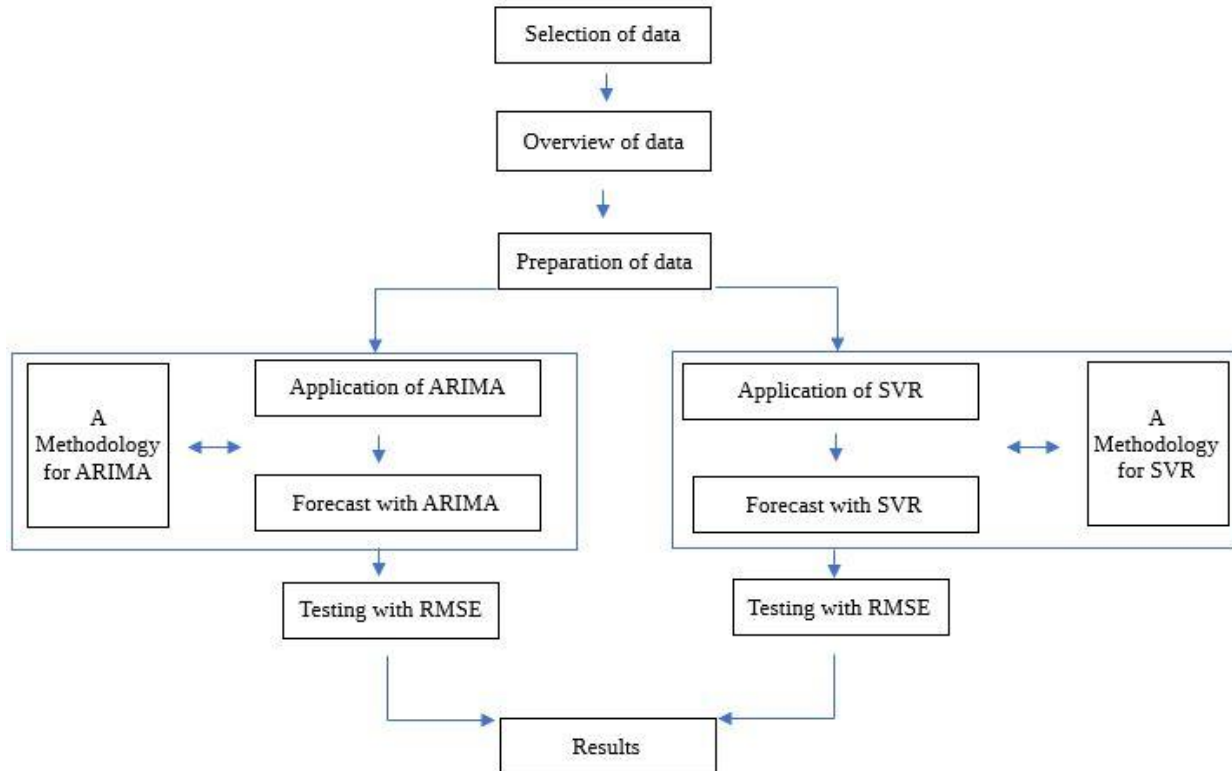 Selection of data
Overview of data
Preparation of data
A
Methodology
for ARIMA
Application of ARIMA
Forecast with ARIMA
Application of SVR
Forecast with SVR
A
Methodology
for SVR
Testing with RMSE
Testing with RMSE
Results